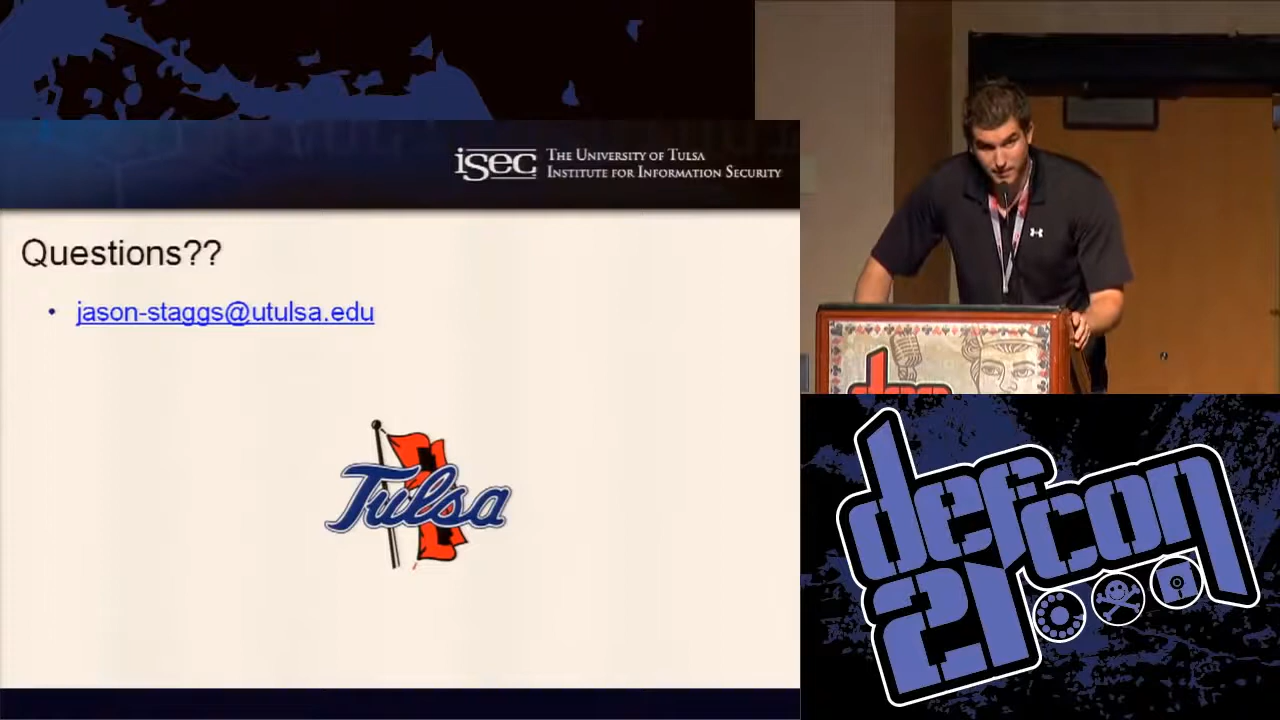 isec THE UNIVERSITY OF TULSA
INSTITUTE FOR INFORMATION SECURITY
Questions??
• jason-staggs@utulsa.edu
Tulsa
defcon
21